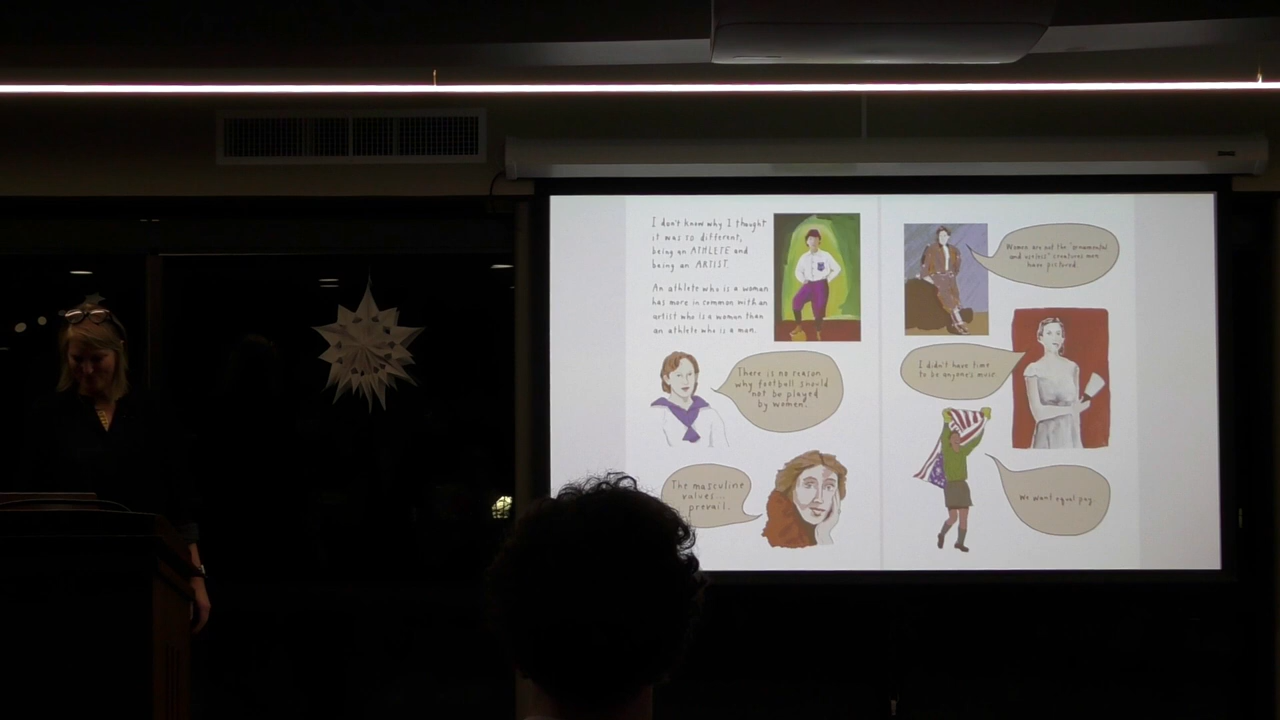 I don't know why I thought
it was so different,
being an ATHLETE and
being an ARTIST.
An athlete who is a woman
has more in common with an
artist who is a woman than
an athlete who is a man.
There is no reason
why football should
not be played
by women.
The masculine
values...
prevail.
Women are not the "ornamental
and useless" creatures men
have pictured.
I didn't have time
to be anyone's muse.
We want equal pay.